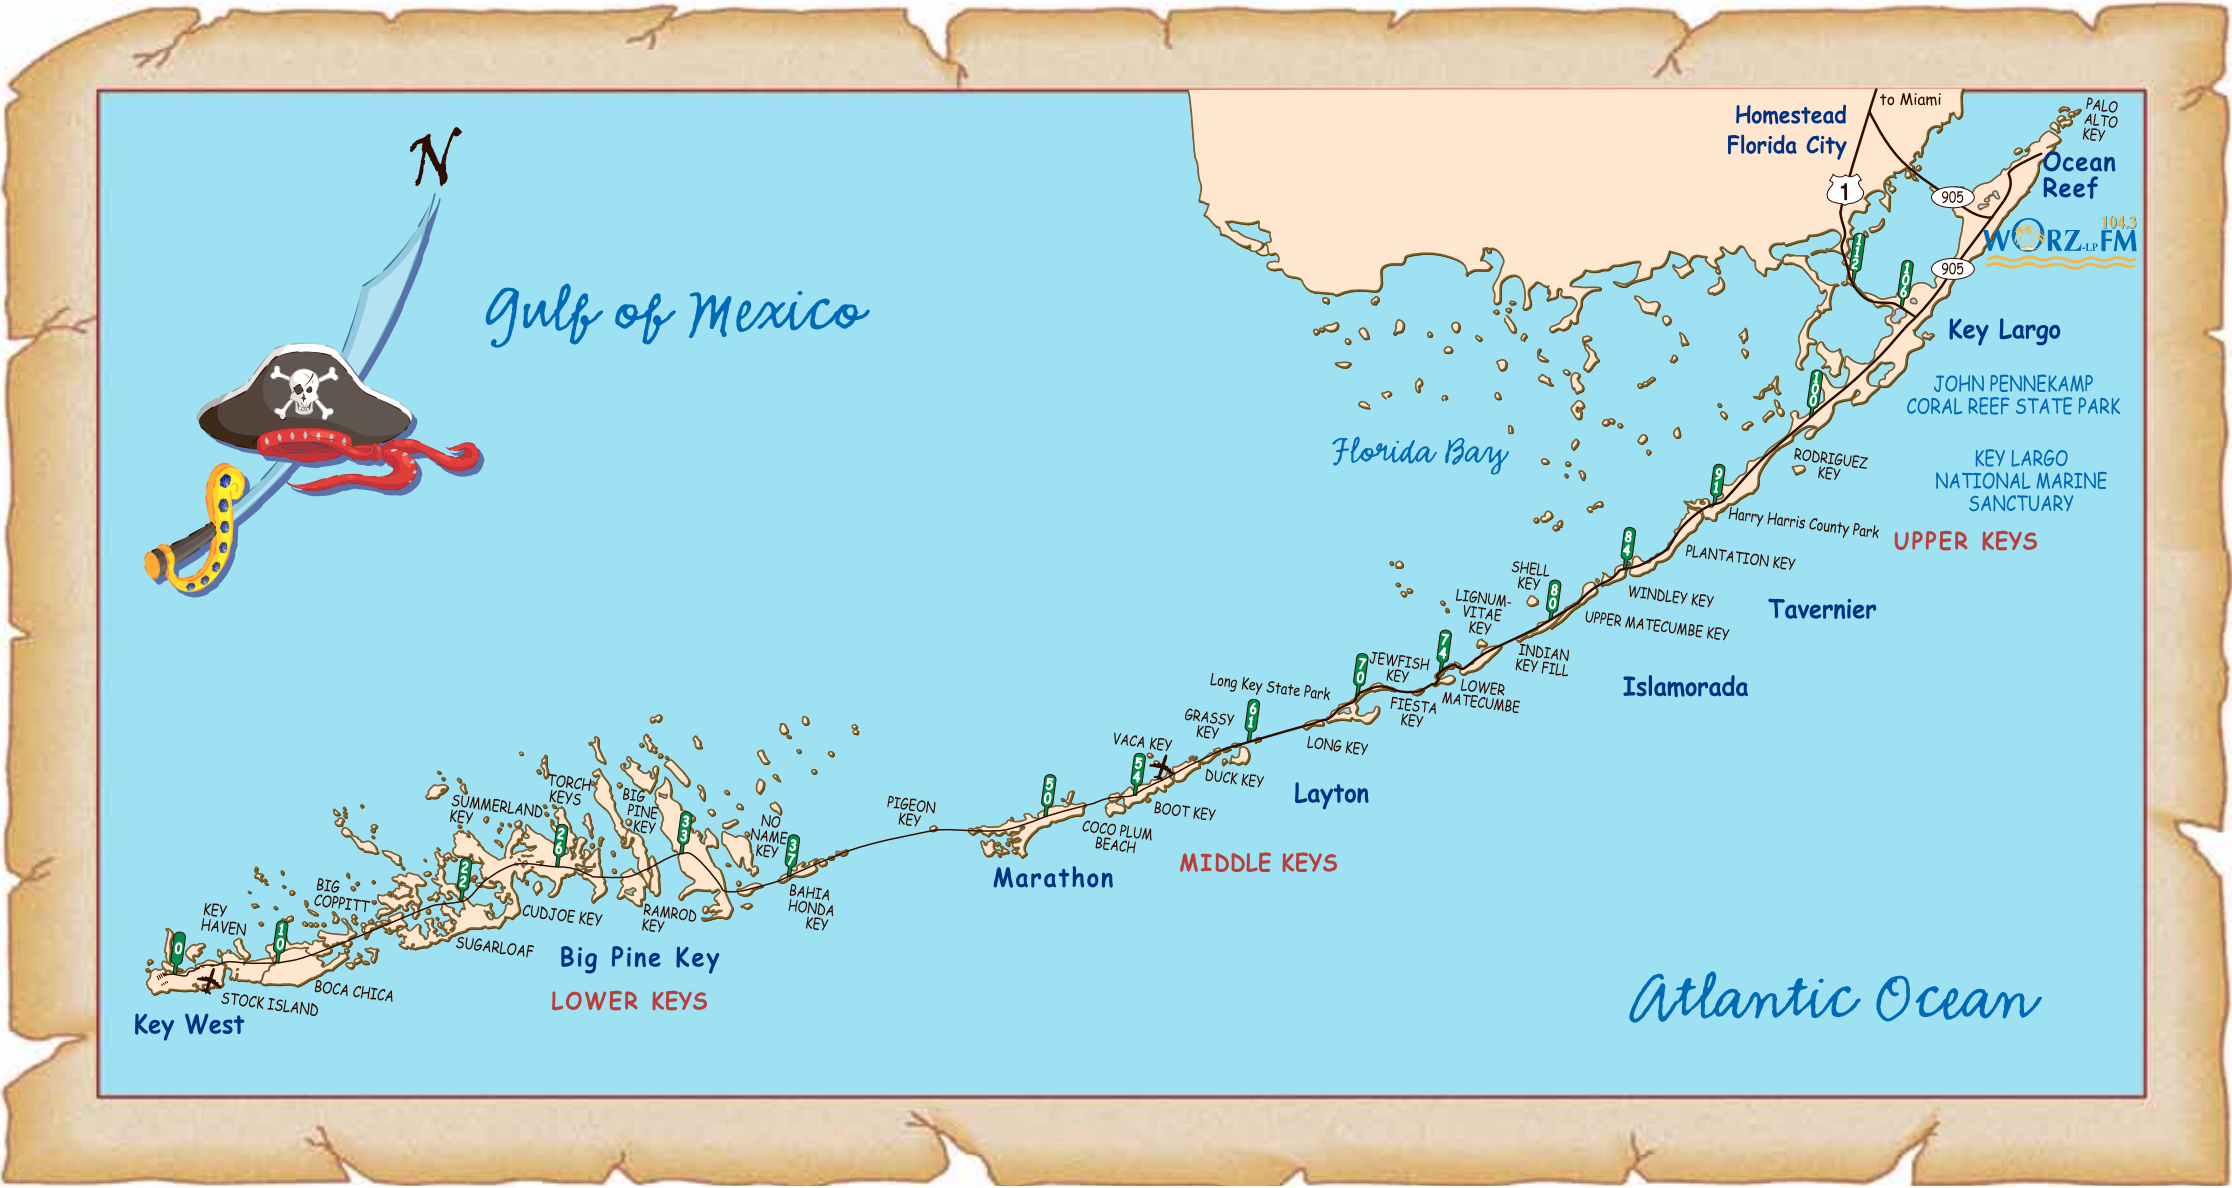 N
Gulf of Mexico
Homestead
Florida City
to Miami
1
905
905
PALO
ALTO
KEY
Ocean
Reef
104.3
WORZ-LP FM
112
106
Key Largo
JOHN PENNEKAMP
CORAL REEF STATE PARK
100
Florida Bay
RODRIGUEZ
KEY
KEY LARGO
NATIONAL MARINE
SANCTUARY
91
Harry Harris County Park
UPPER KEYS
84
PLANTATION KEY
SHELL
KEY
80
WINDLEY KEY
Tavernier
LIGNUM-
VITAE
KEY
UPPER MATECUMBE KEY
74
INDIAN
KEY FILL
70
JEWFISH
KEY
Islamorada
Long Key State Park
LOWER
MATECUMBE
FIESTA
KEY
61
GRASSY
KEY
LONG KEY
VACA KEY
54
DUCK KEY
Layton
50
BOOT KEY
COCO PLUM
BEACH
MIDDLE KEYS
Marathon
PIGEON
KEY
TORCH
KEYS
BIG
PINE
KEY
33
NO
NAME
KEY
37
SUMMERLAND
KEY
26
22
BAHIA
HONDA
KEY
RAMROD
KEY
CUDJOE KEY
BIG
COPPITT
SUGARLOAF
Big Pine Key
LOWER KEYS
KEY
HAVEN
10
0
BOCA CHICA
STOCK ISLAND
Key West
Atlantic Ocean